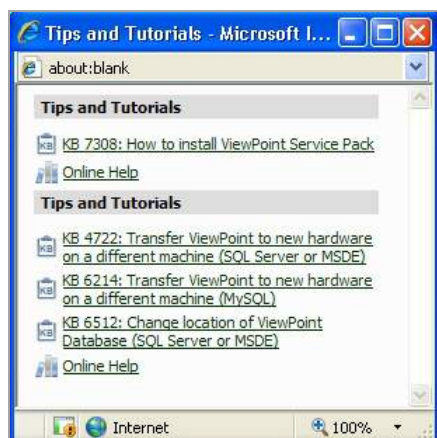 Tips and Tutorials - Microsoft I...
about:blank
Tips and Tutorials
KB 7308: How to install ViewPoint Service Pack
Online Help
Tips and Tutorials
KB 4722: Transfer ViewPoint to new hardware
on a different machine (SQL Server or MSDE)
KB 6214: Transfer ViewPoint to new hardware
on a different machine (MySQL)
KB 6512: Change location of ViewPoint
Database (SQL Server or MSDE)
Online Help
Internet 100%